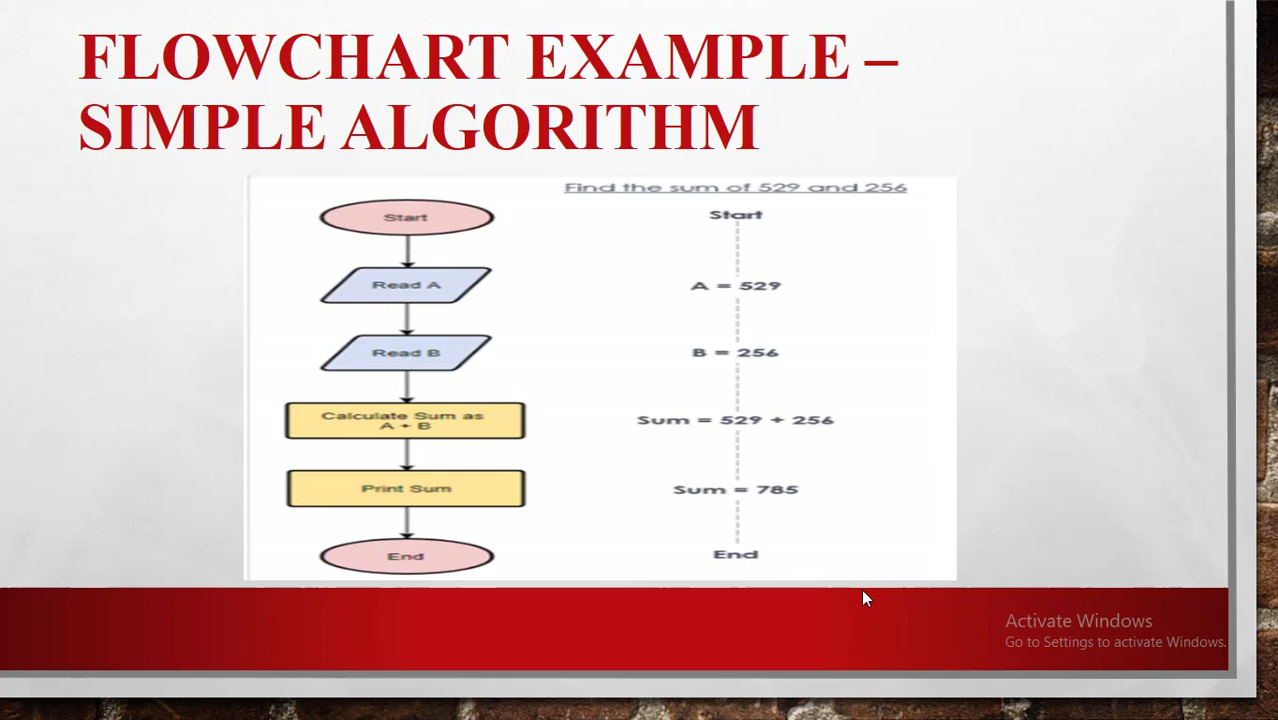 FLOWCHART EXAMPLE –
SIMPLE ALGORITHM
Find the sum of 529 and 256
Start
Start
Read A
A = 529
Read B
B = 256
Calculate Sum as
A + B
Sum = 529 + 256
Print Sum
Sum = 785
End
End
Activate Windows
Go to Settings to activate Windows.